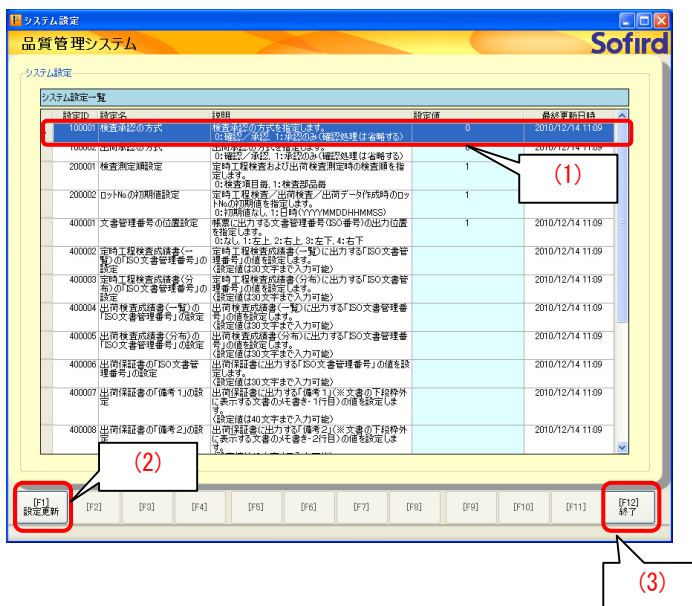 システム設定
品質管理システム
Sofird
システム設定
システム設定一覧
設定ID 設定名 説明 設定値 最終更新日時
100001 検査承認の方式 検査承認の方式を指定します。 0 2010/12/14 11:09
0:確認/承認, 1:承認のみ(確認処理は省略する)
100002 出荷承認の方式 出荷承認の方式を指定します。 0 2010/12/14 11:09
0:確認/承認, 1:承認のみ(確認処理は省略する)
200001 検査測定順設定 定時工程検査および出荷検査測定時の検査順を指 1
定します。
0:検査項目毎, 1:検査部品毎
200002 ロットNoの初期値設定 定時工程検査/出荷検査/出荷データ作成時のロッ 1
トNoの初期値を指定します。
0:初期値なし, 1:日時(YYYYMMDDHHMMSS)
400001 文書管理番号の位置設定 帳票に出力する文書管理番号(ISO番号)の出力位置 1 2010/12/14 11:09
を指定します。
0:なし, 1:左上, 2:右上, 3:左下, 4:右下
400002 定時工程検査成績書(一 定時工程検査成績書(一覧)に出力する「ISO文書管 2010/12/14 11:09
覧)の「ISO文書管理番号」の 理番号」の値を設定します。
設定 (設定値は30文字まで入力可能)
400003 定時工程検査成績書(分 定時工程検査成績書(分布)に出力する「ISO文書管 2010/12/14 11:09
布)の「ISO文書管理番号」の 理番号」の値を設定します。
設定 (設定値は30文字まで入力可能)
400004 出荷検査成績書(一覧)の 出荷検査成績書(一覧)に出力する「ISO文書管理番 2010/12/14 11:09
「ISO文書管理番号」の設定 号」の値を設定します。
(設定値は30文字まで入力可能)
400005 出荷検査成績書(分布)の 出荷検査成績書(分布)に出力する「ISO文書管理番 2010/12/14 11:09
「ISO文書管理番号」の設定 号」の値を設定します。
(設定値は30文字まで入力可能)
400006 出荷保証書の「ISO文書管 出荷保証書に出力する「ISO文書管理番号」の値を設 2010/12/14 11:09
理番号」の設定 定します。
(設定値は30文字まで入力可能)
400007 出荷保証書の「備考1」の設 出荷保証書に出力する「備考1」(※文書の下段枠外 2010/12/14 11:09
定 に表示する文書のメモ書き-1行目)の値を設定しま
す。
(設定値は40文字まで入力可能)
400008 出荷保証書の「備考2」の設 出荷保証書に出力する「備考2」(※文書の下段枠外 2010/12/14 11:09
定 に表示する文書のメモ書き-2行目)の値を設定しま
す。
(1)
(2)
[F1] [F2] [F3] [F4] [F5] [F6] [F7] [F8] [F9] [F10] [F11] [F12]
設定更新 終了
(3)